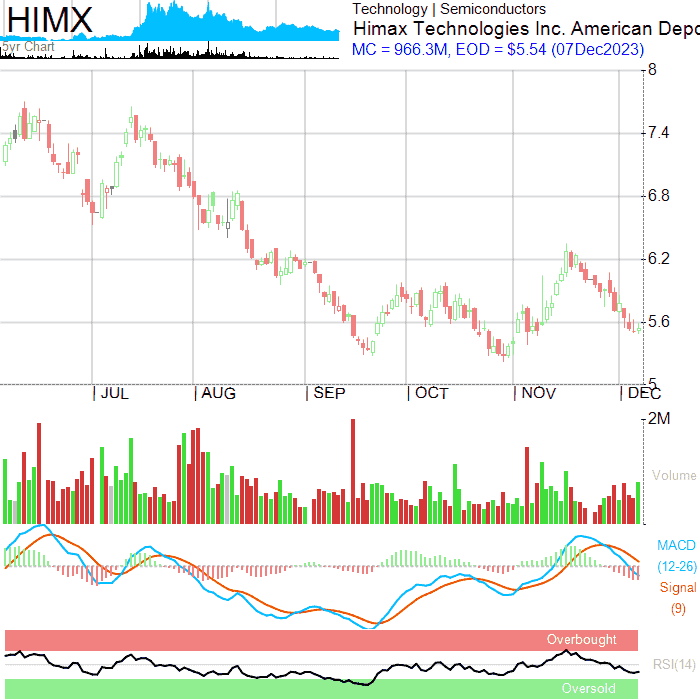 HIMX
5yr Chart
Technology | Semiconductors
Himax Technologies Inc. American Depo
MC = 966.3M, EOD = $5.54 (07Dec2023)
8
7.4
6.8
6.2
5.6
5
JUL AUG SEP OCT NOV DEC
2M
Volume
MACD
(12-26)
Signal
(9)
Overbought
RSI(14)
Oversold